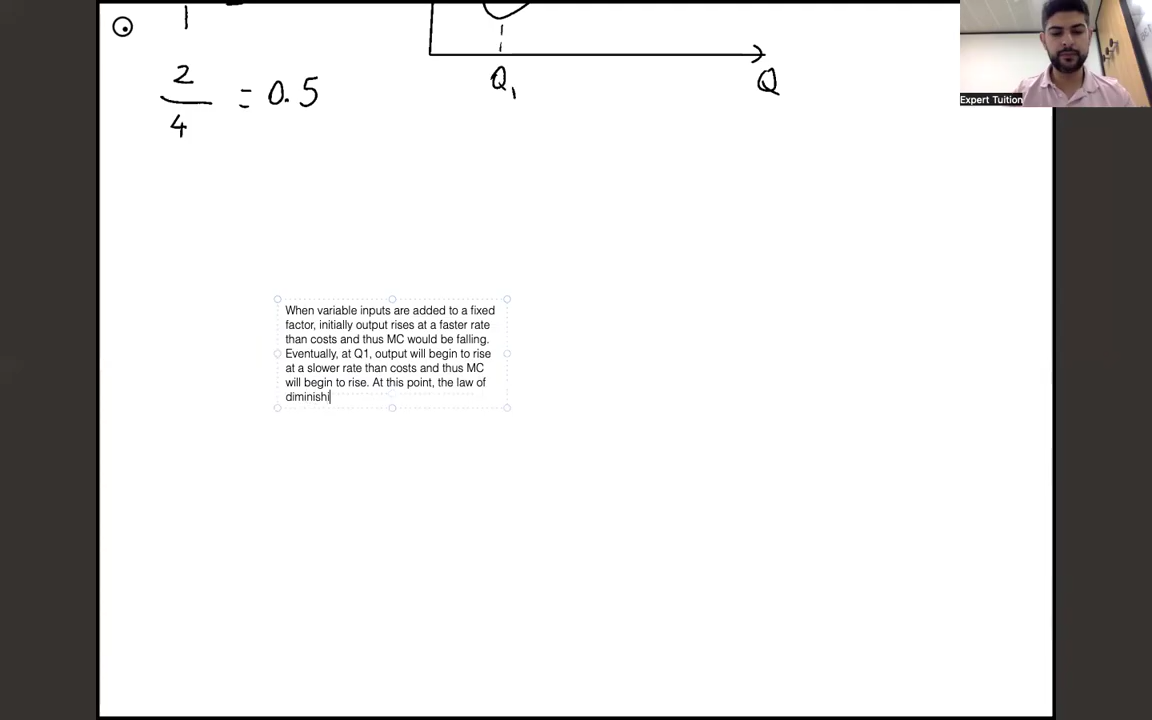 2
4
= 0.5
Q1
Q
Expert Tuition
When variable inputs are added to a fixed
factor, initially output rises at a faster rate
than costs and thus MC would be falling.
Eventually, at Q1, output will begin to rise
at a slower rate than costs and thus MC
will begin to rise. At this point, the law of
diminishi